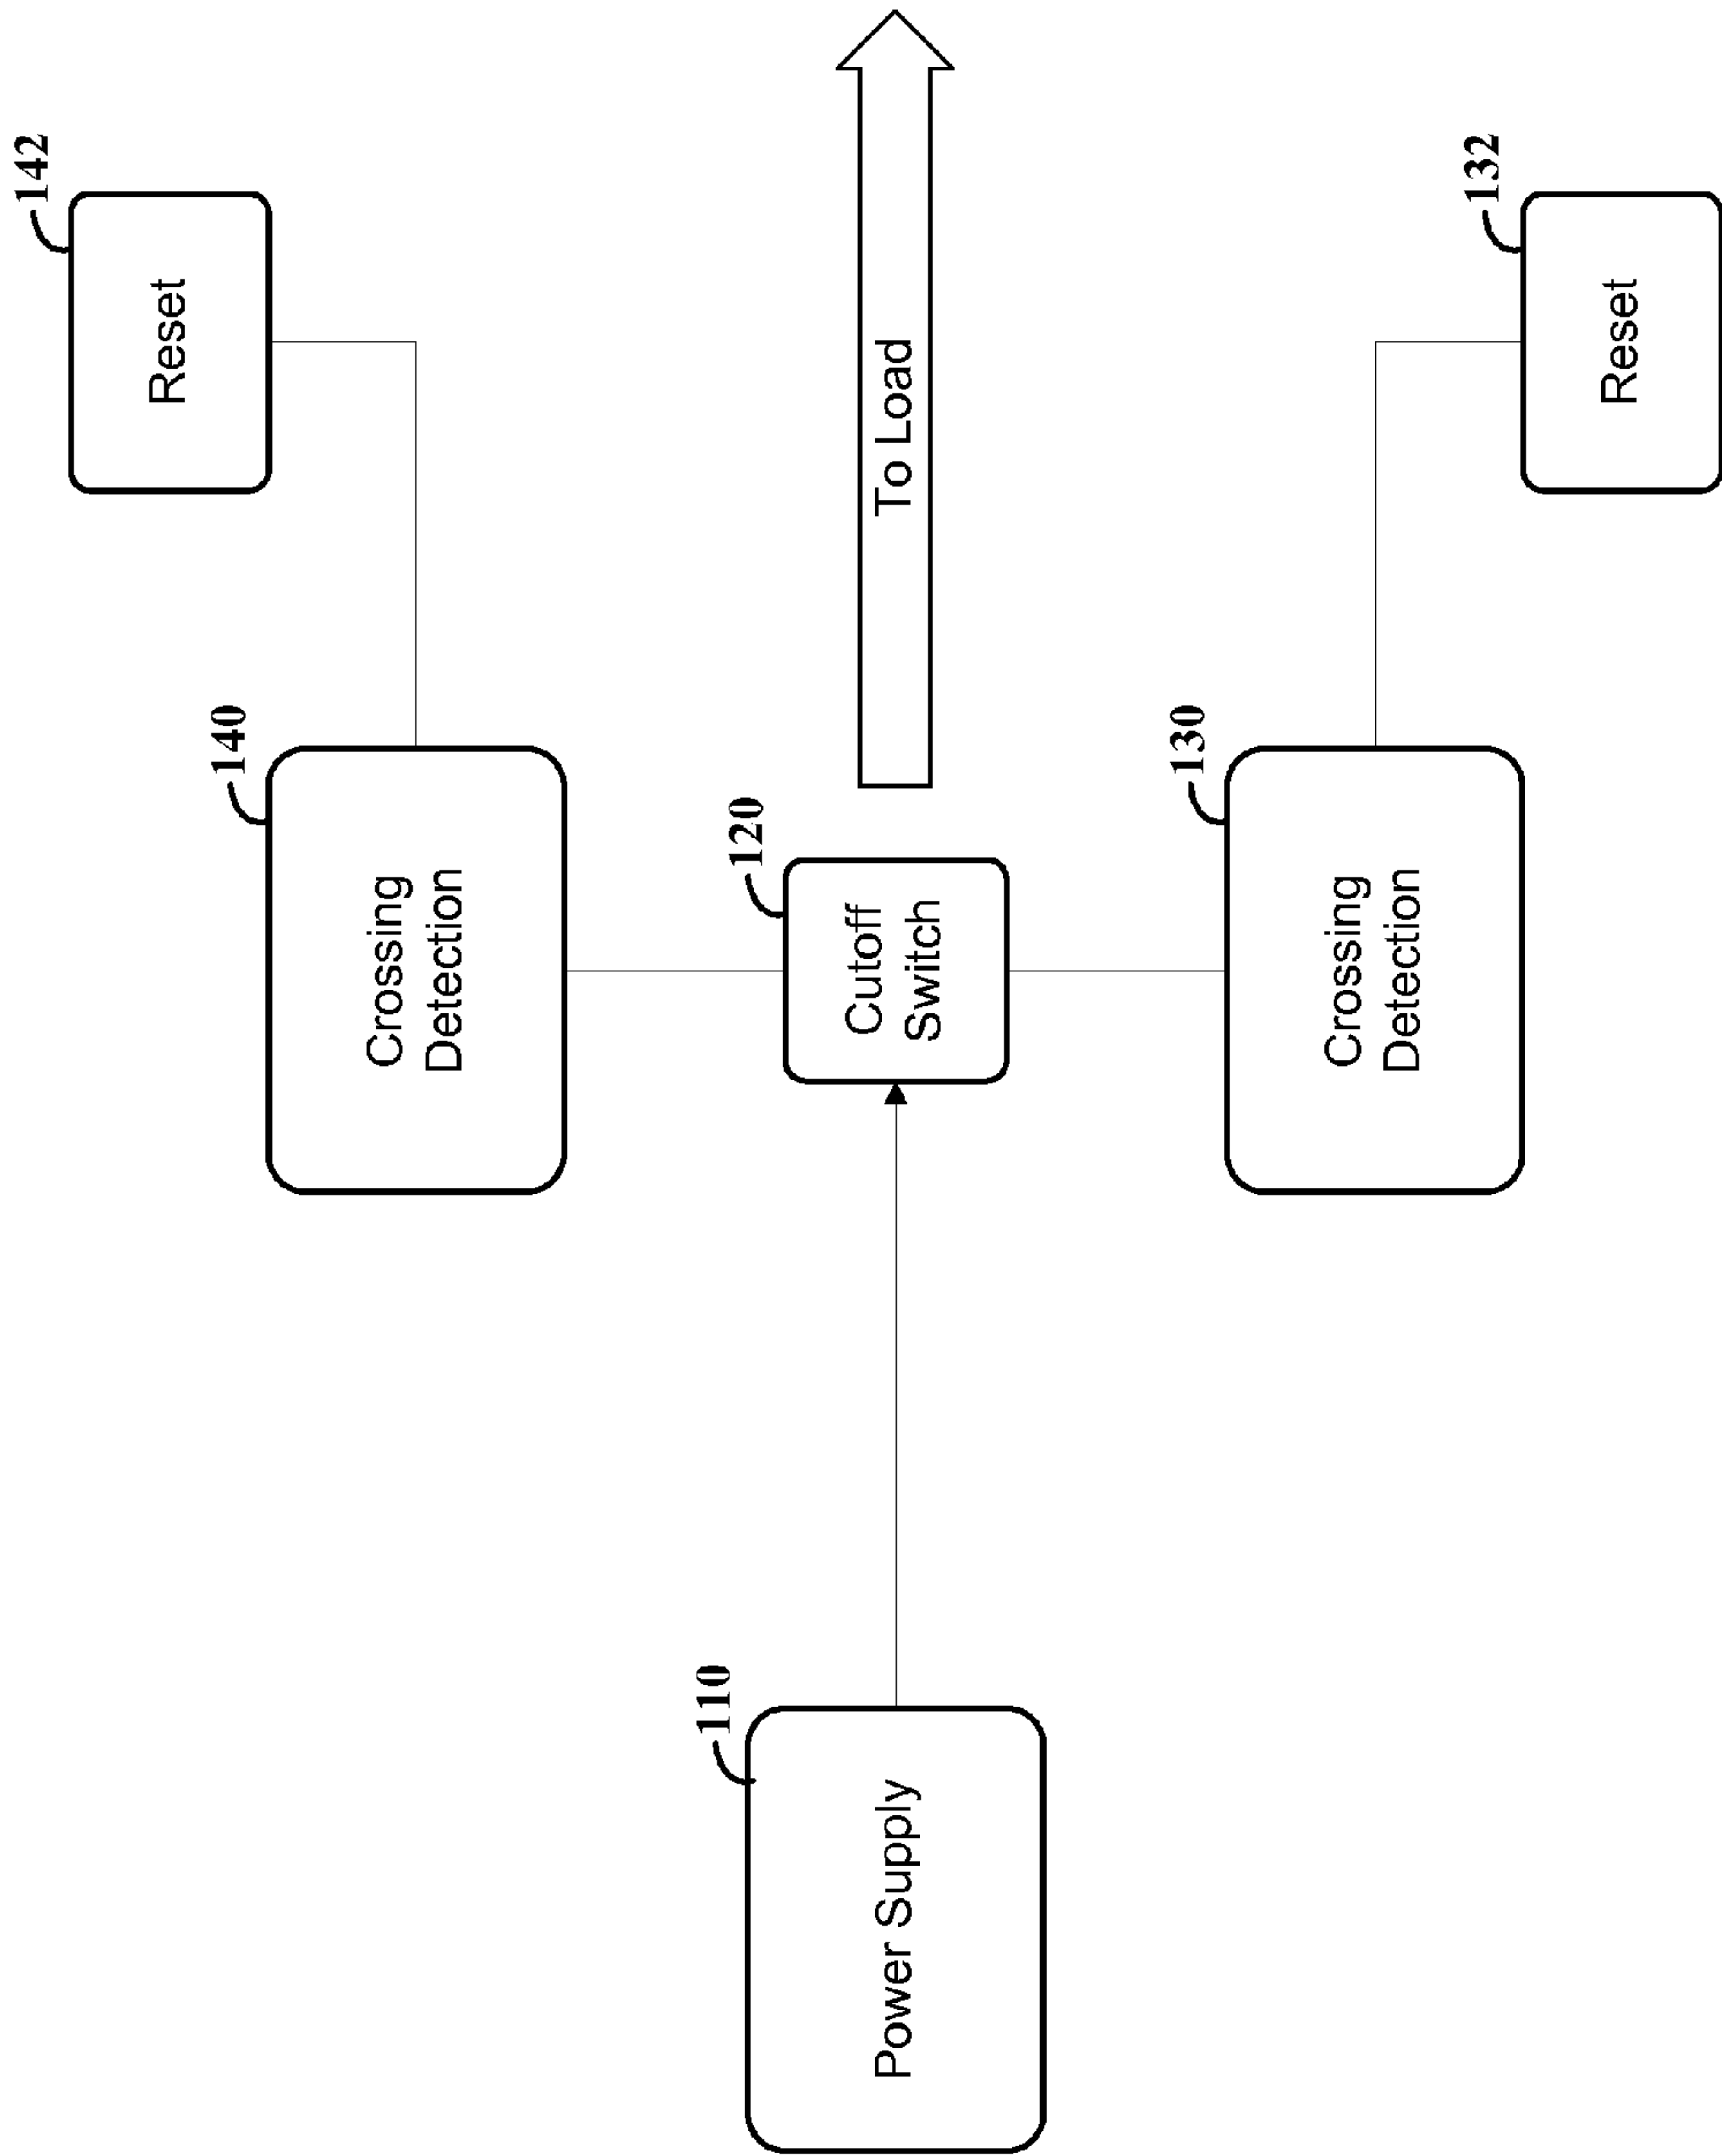 142
Reset
140
Crossing
Detection
110
Power Supply
120
Cutoff
Switch
To Load
130
Crossing
Detection
132
Reset